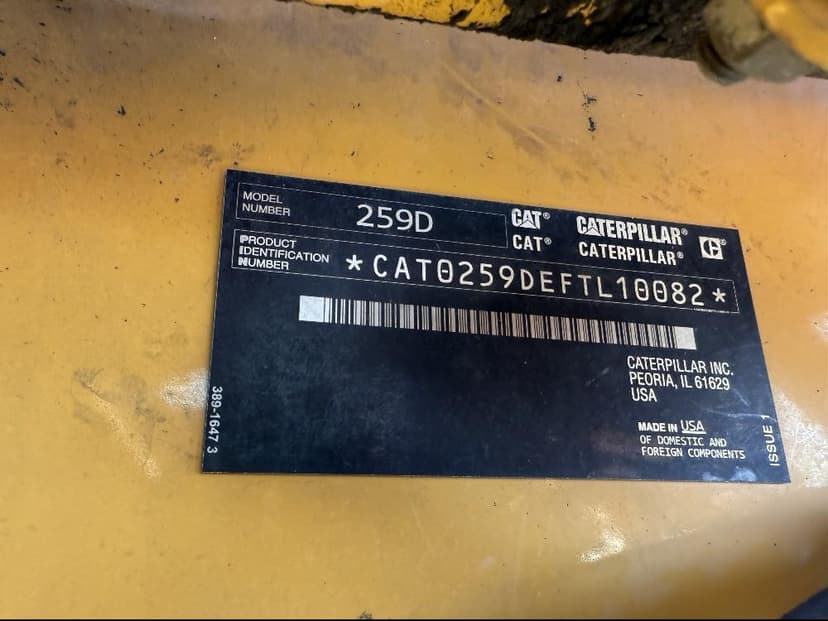 MODEL
NUMBER
259D
CAT® CATERPILLAR®
CAT® CATERPILLAR®
PRODUCT
IDENTIFICATION
NUMBER
*CAT0259DEFTL10082*
CATERPILLAR INC.
PEORIA, IL 61629
USA
MADE IN USA
OF DOMESTIC AND
FOREIGN COMPONENTS
389-1647 3
ISSUE 1